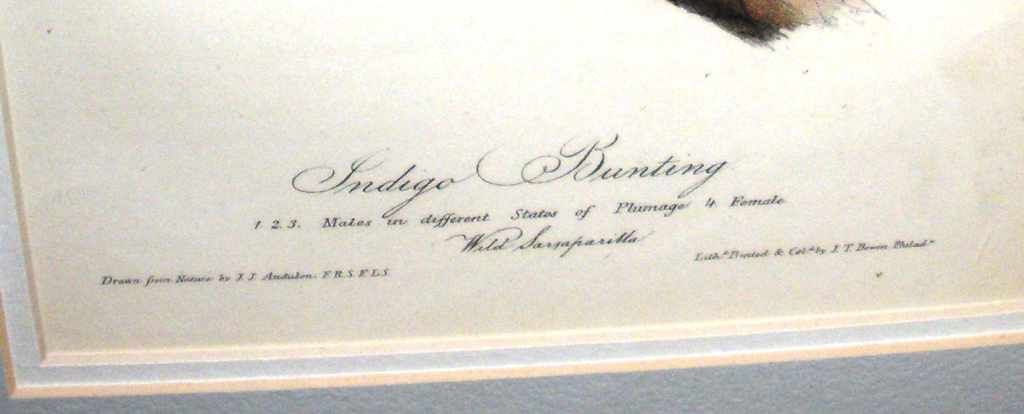 Indigo Bunting
1. 2. 3. Males in different States of Plumage 4. Female
Wild Sarsaparilla
Drawn from Nature by J. J. Audubon. F.R.S. F.L.S.
Lith.d Printed & Col.d by J. T. Bowen Philad.a